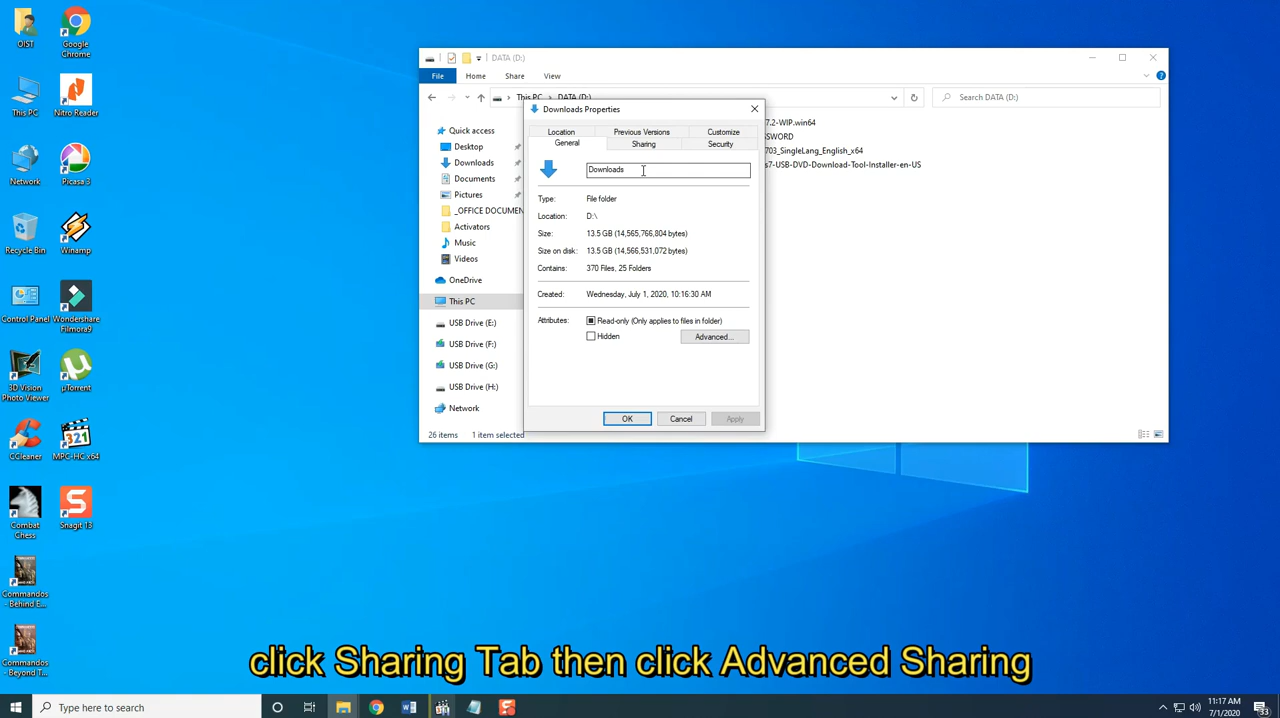 OIST
Google
Chrome
This PC
Nitro Reader
Network
Picasa 3
Recycle Bin
Winamp
Control Panel
Wondershare
Filmora9
3D Vision
Photo Viewer
µTorrent
CCleaner
MPC-HC x64
Combat
Chess
Snagit 13
Commandos
- Behind E...
Commandos
- Beyond T...
DATA (D:)
File
Home
Share
View
This PC
DATA (D:)
Search DATA (D:)
Quick access
Desktop
Downloads
Documents
Pictures
_OFFICE DOCUMEN
Activators
Music
Videos
OneDrive
This PC
USB Drive (E:)
USB Drive (F:)
USB Drive (G:)
USB Drive (H:)
Network
26 items
1 item selected
7.2-WIP.win64
SWORD
703_SingleLang_English_x64
s7-USB-DVD-Download-Tool-Installer-en-US
Downloads Properties
Location
Previous Versions
Customize
General
Sharing
Security
Downloads
Type: File folder
Location: D:\
Size: 13.5 GB (14,565,766,804 bytes)
Size on disk: 13.5 GB (14,566,531,072 bytes)
Contains: 370 Files, 25 Folders
Created: Wednesday, July 1, 2020, 10:16:30 AM
Attributes: Read-only (Only applies to files in folder)
Hidden
Advanced...
OK
Cancel
Apply
click Sharing Tab then click Advanced Sharing
Type here to search
11:17 AM
7/1/2020
33